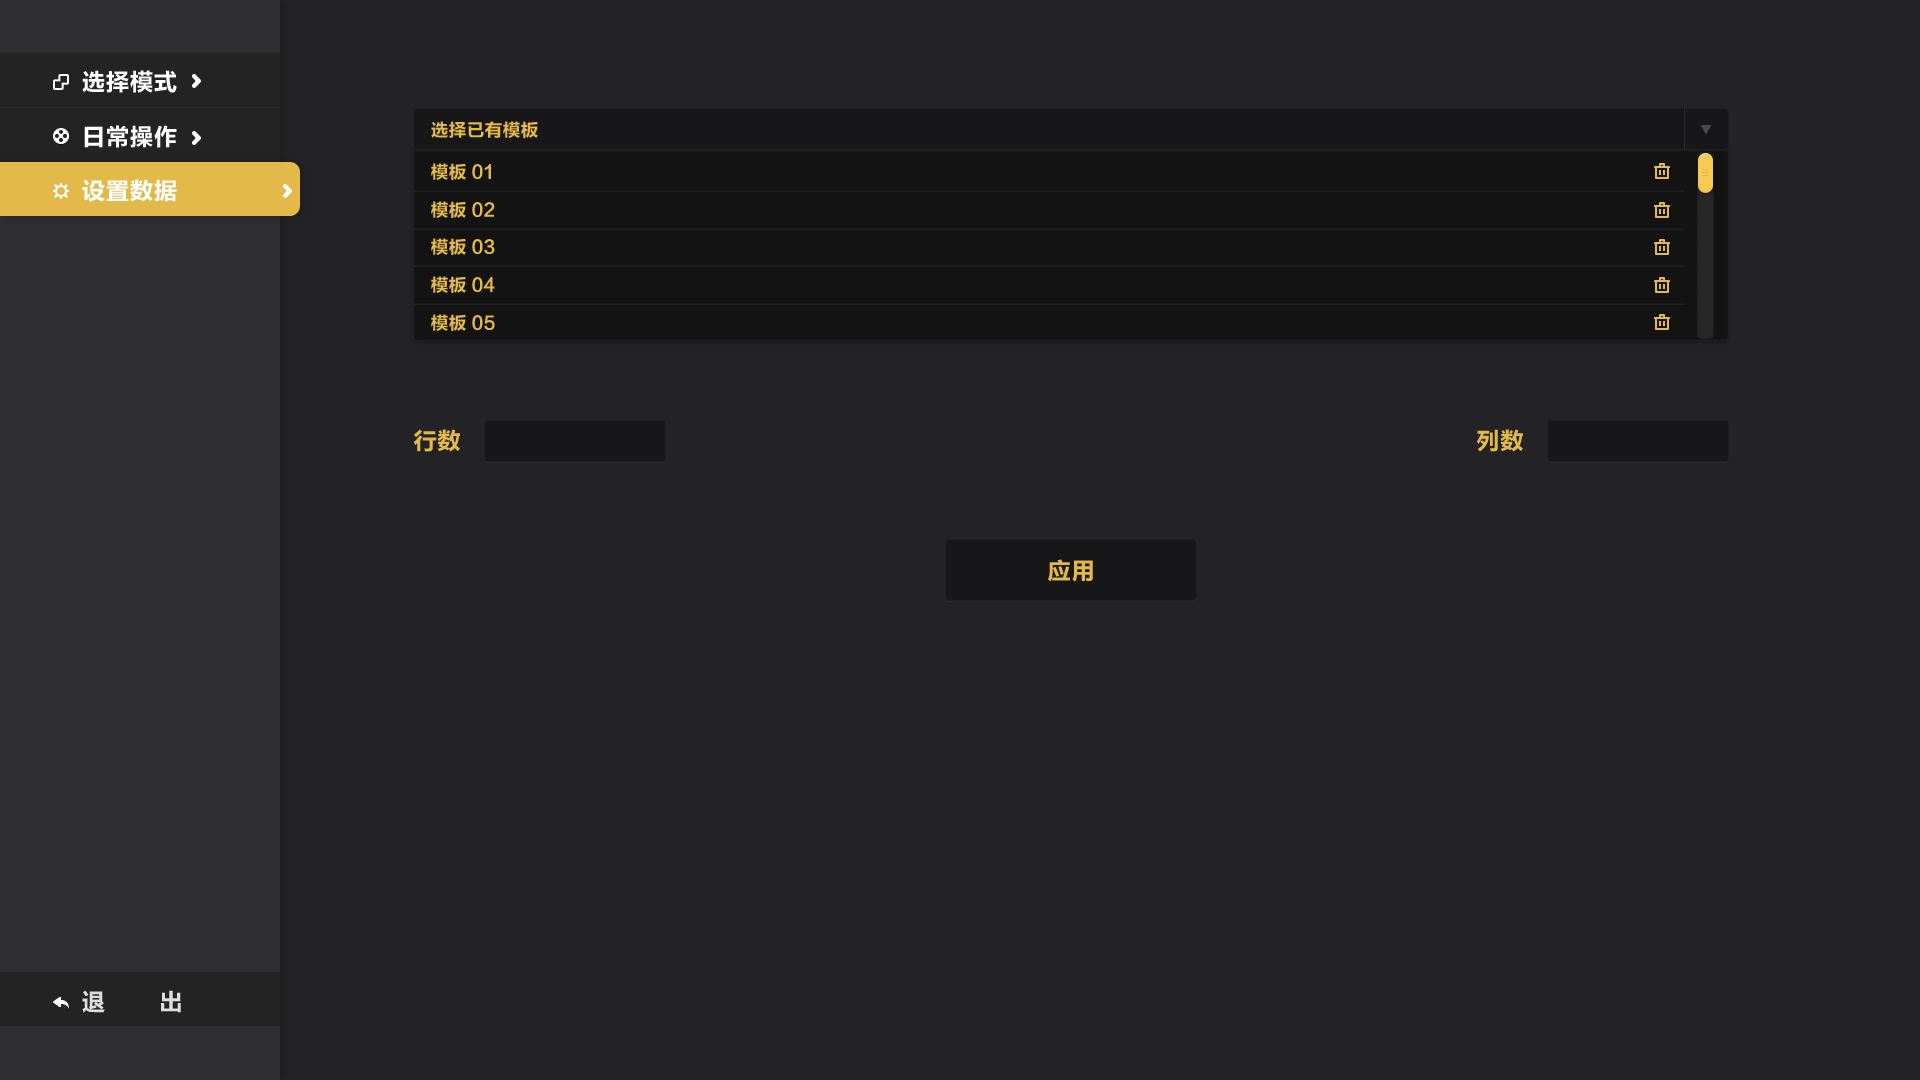 选择模式
日常操作
设置数据
选择已有模板
模板 01
模板 02
模板 03
模板 04
模板 05
行数
列数
应用
退 出